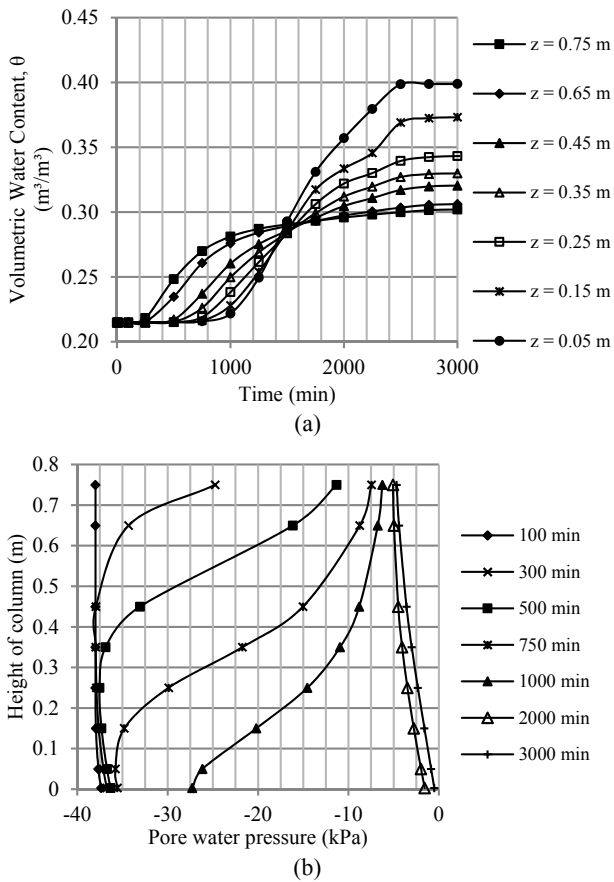 Volumetric Water Content, θ
(m³/m³)
0.45
0.40
0.35
0.30
0.25
0.20
0
1000
2000
3000
Time (min)
z = 0.75 m
z = 0.65 m
z = 0.45 m
z = 0.35 m
z = 0.25 m
z = 0.15 m
z = 0.05 m
(a)
Height of column (m)
0.8
0.7
0.6
0.5
0.4
0.3
0.2
0.1
0
-40
-30
-20
-10
0
Pore water pressure (kPa)
100 min
300 min
500 min
750 min
1000 min
2000 min
3000 min
(b)